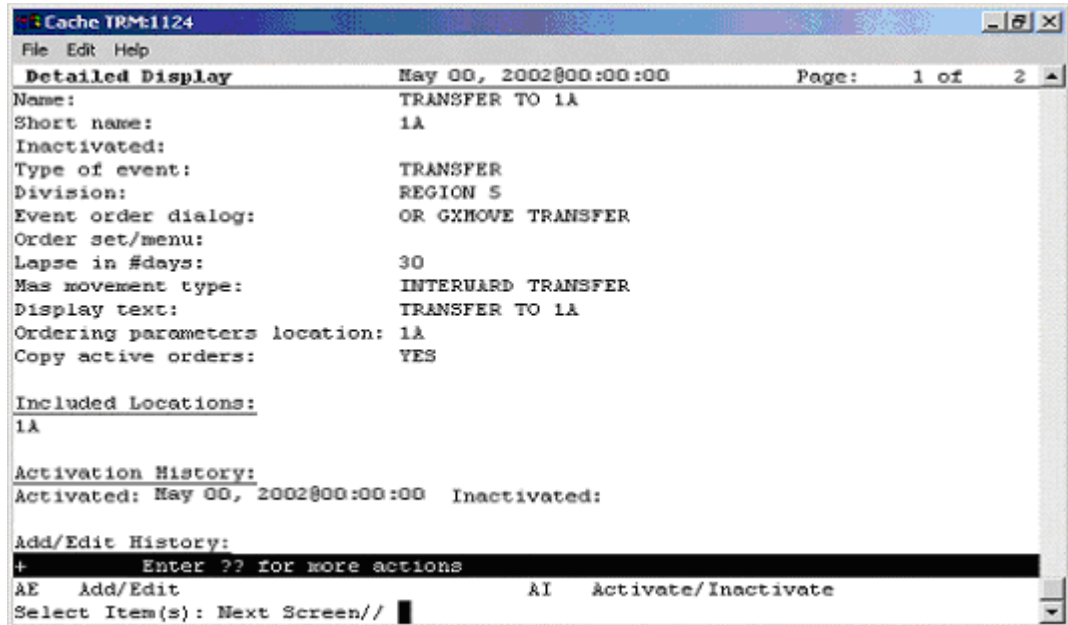 Cache TRM:1124
File Edit Help
Detailed Display May 00, 2002@00:00:00 Page: 1 of 2
Name: TRANSFER TO 1A
Short name: 1A
Inactivated:
Type of event: TRANSFER
Division: REGION 5
Event order dialog: OR GXMOVE TRANSFER
Order set/menu:
Lapse in #days: 30
Mas movement type: INTERWARD TRANSFER
Display text: TRANSFER TO 1A
Ordering parameters location: 1A
Copy active orders: YES
Included Locations:
1A
Activation History:
Activated: May 00, 2002@00:00:00 Inactivated:
Add/Edit History:
+ Enter ?? for more actions
AE Add/Edit AI Activate/Inactivate
Select Item(s): Next Screen//